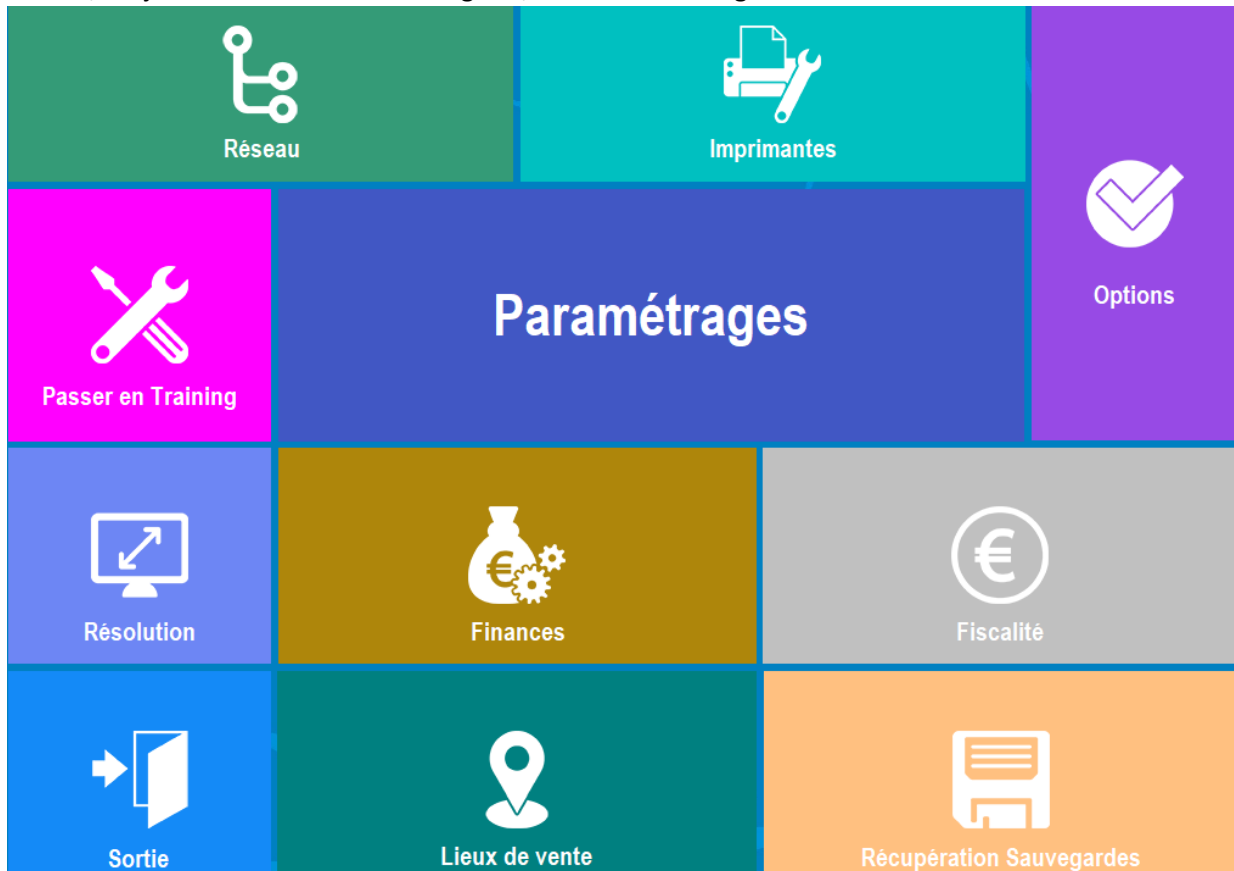 Réseau
Imprimantes
Options
Passer en Training
Paramétrages
Résolution
Finances
Fiscalité
Sortie
Lieux de vente
Récupération Sauvegardes